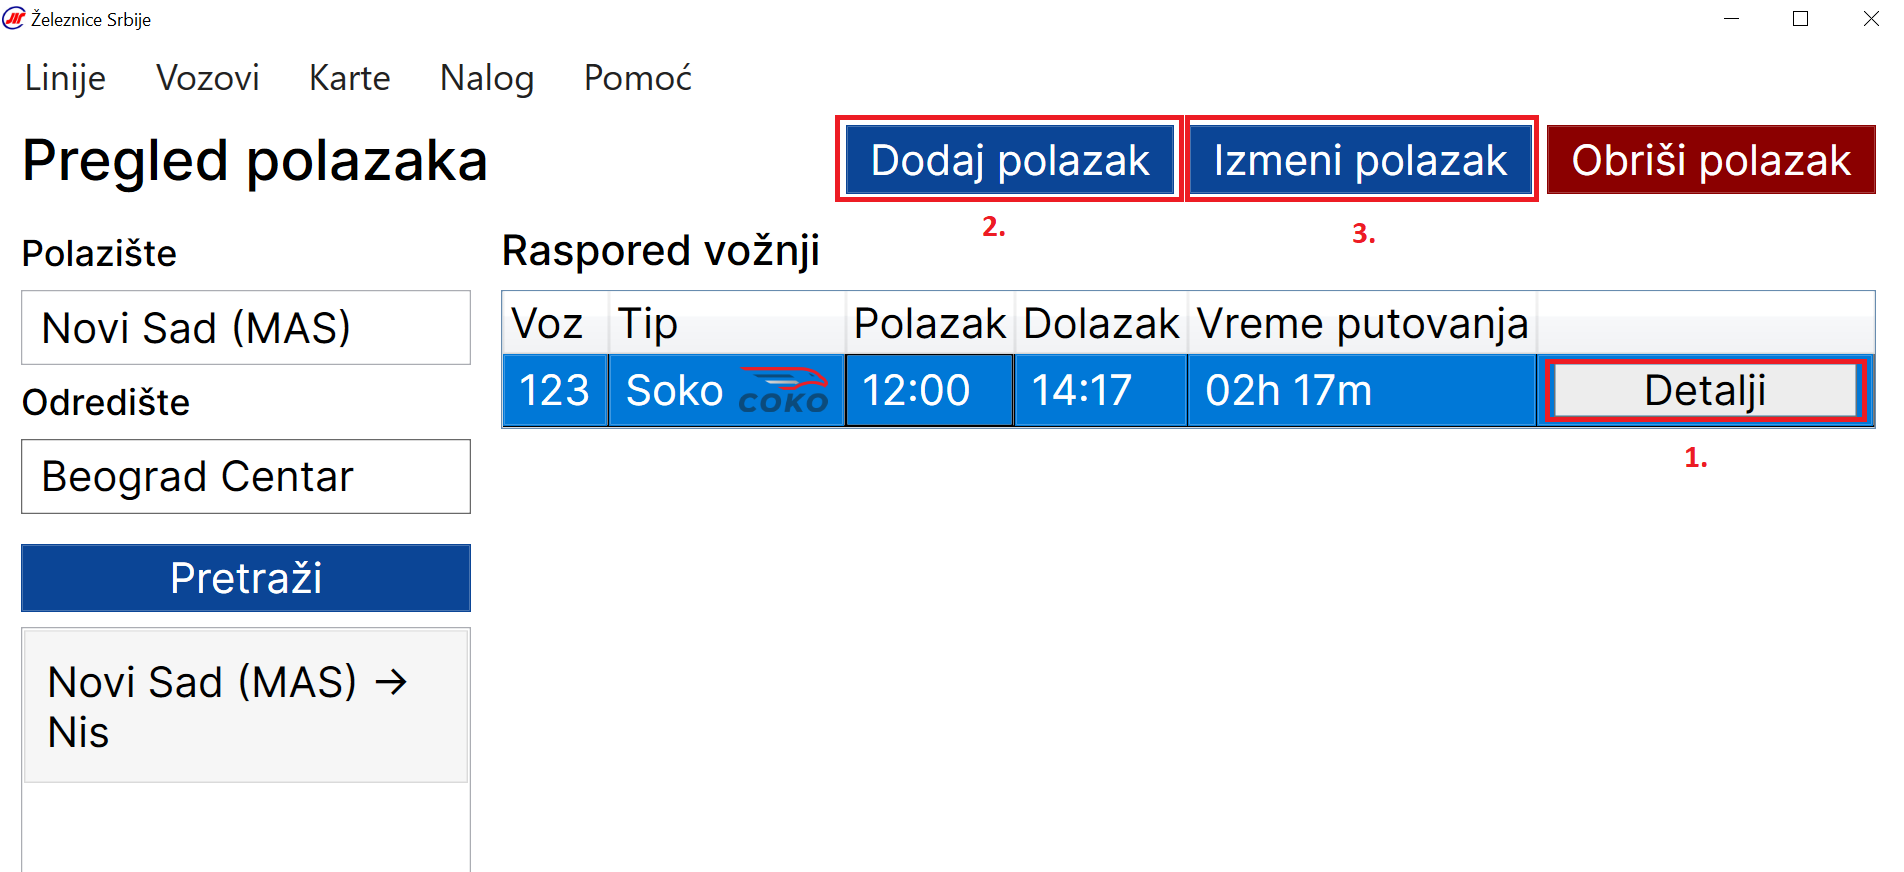 Železnice Srbije
Linije Vozovi Karte Nalog Pomoć
Pregled polazaka
Dodaj polazak Izmeni polazak Obriši polazak
2. 3.
Polazište
Novi Sad (MAS)
Odredište
Beograd Centar
Pretraži
Novi Sad (MAS) →
Nis
Raspored vožnji
Voz Tip Polazak Dolazak Vreme putovanja
123 Soko СОКО 12:00 14:17 02h 17m Detalji
1.